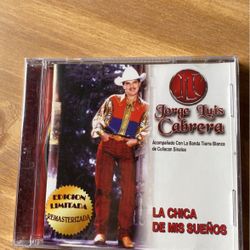 Jorge Luis
Cabrera
Acompañado Con La Banda Tierra Blanca
de Culiacan Sinaloa
EDICION
LIMITADA
REMASTERIZADA
LA CHICA
DE MIS SUEÑOS